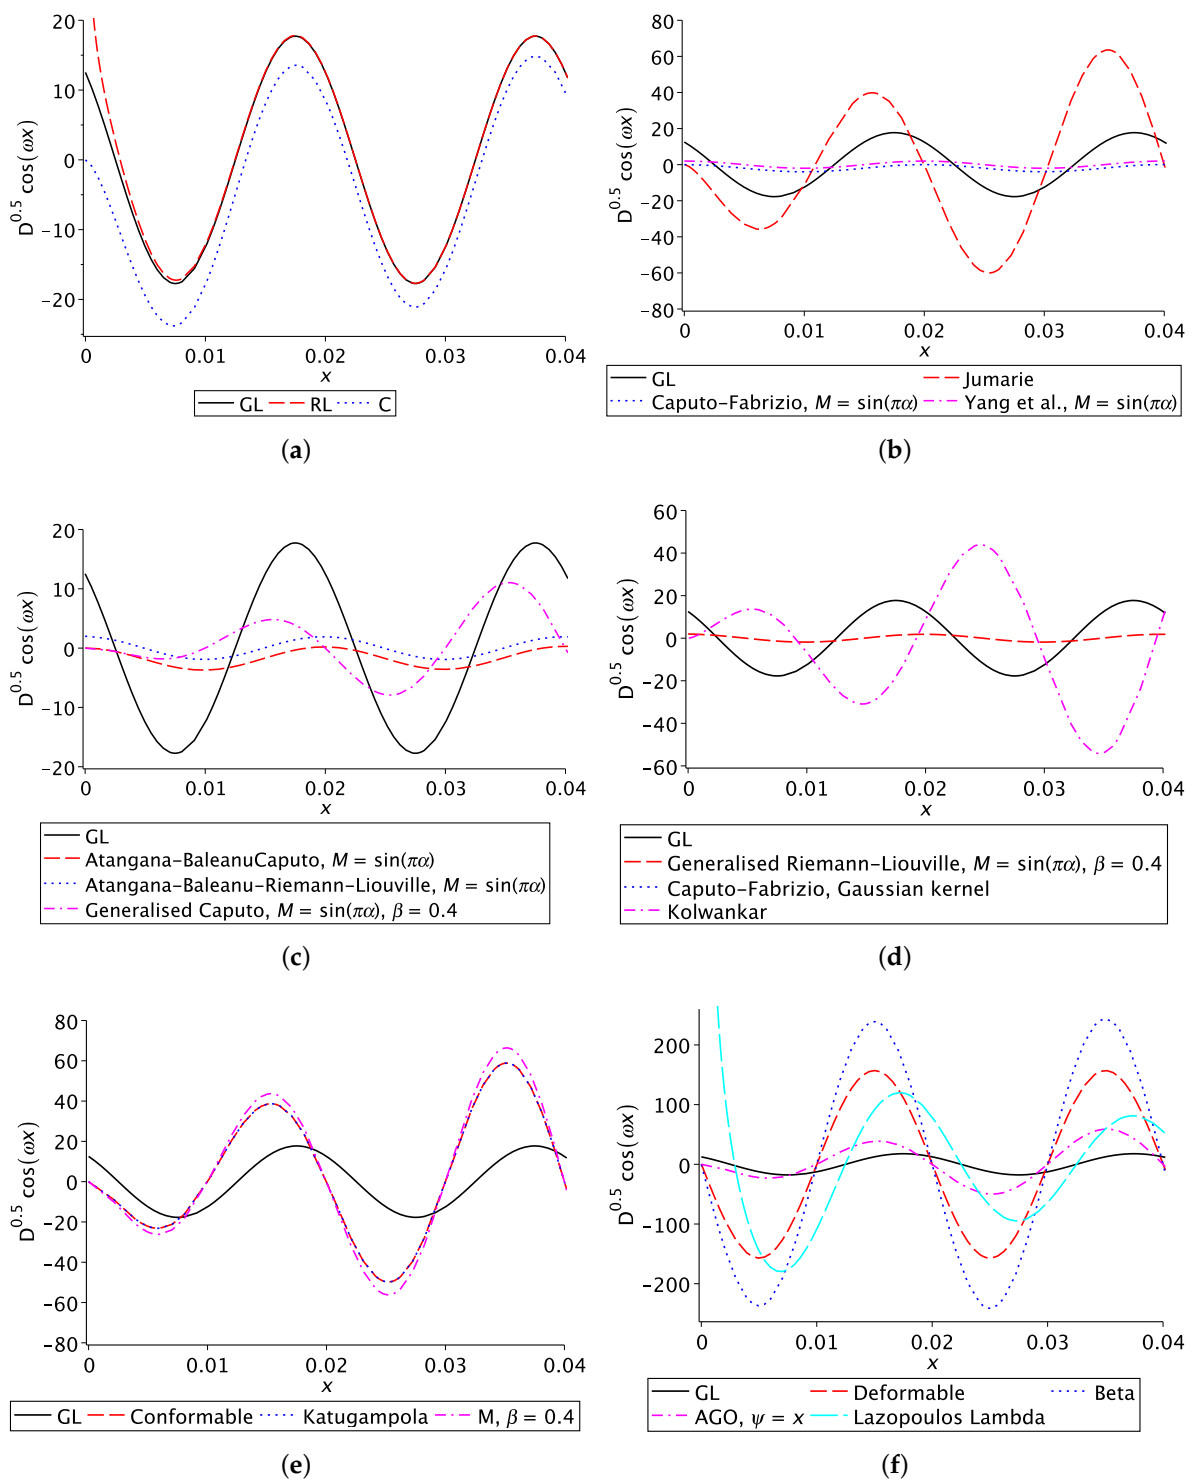 20
10
0
−10
−20
D^0.5 cos(ωx)
0 0.01 0.02 0.03 0.04
x
GL RL C
(a)
80
60
40
20
0
−20
−40
−60
80
D^0.5 cos(ωx)
0 0.01 0.02 0.03 0.04
x
GL Jumarie
Caputo–Fabrizio, M = sin(πα) Yang et al., M = sin(πα)
(b)
20
10
0
−10
−20
D^0.5 cos(ωx)
0 0.01 0.02 0.03 0.04
x
GL
Atangana–BaleanuCaputo, M = sin(πα)
Atangana–Baleanu–Riemann–Liouville, M = sin(πα)
Generalised Caputo, M = sin(πα), β = 0.4
(c)
60
40
20
0
−20
−40
−60
D^0.5 cos(ωx)
0 0.01 0.02 0.03 0.04
x
GL
Generalised Riemann–Liouville, M = sin(πα), β = 0.4
Caputo–Fabrizio, Gaussian kernel
Kolwankar
(d)
80
60
40
20
0
−20
−40
−60
−80
D^0.5 cos(ωx)
0 0.01 0.02 0.03 0.04
x
GL Conformable Katugampola M, β = 0.4
(e)
200
100
0
−100
−200
D^0.5 cos(ωx)
0 0.01 0.02 0.03 0.04
x
GL Deformable Beta
AGO, ψ = x Lazopoulos Lambda
(f)